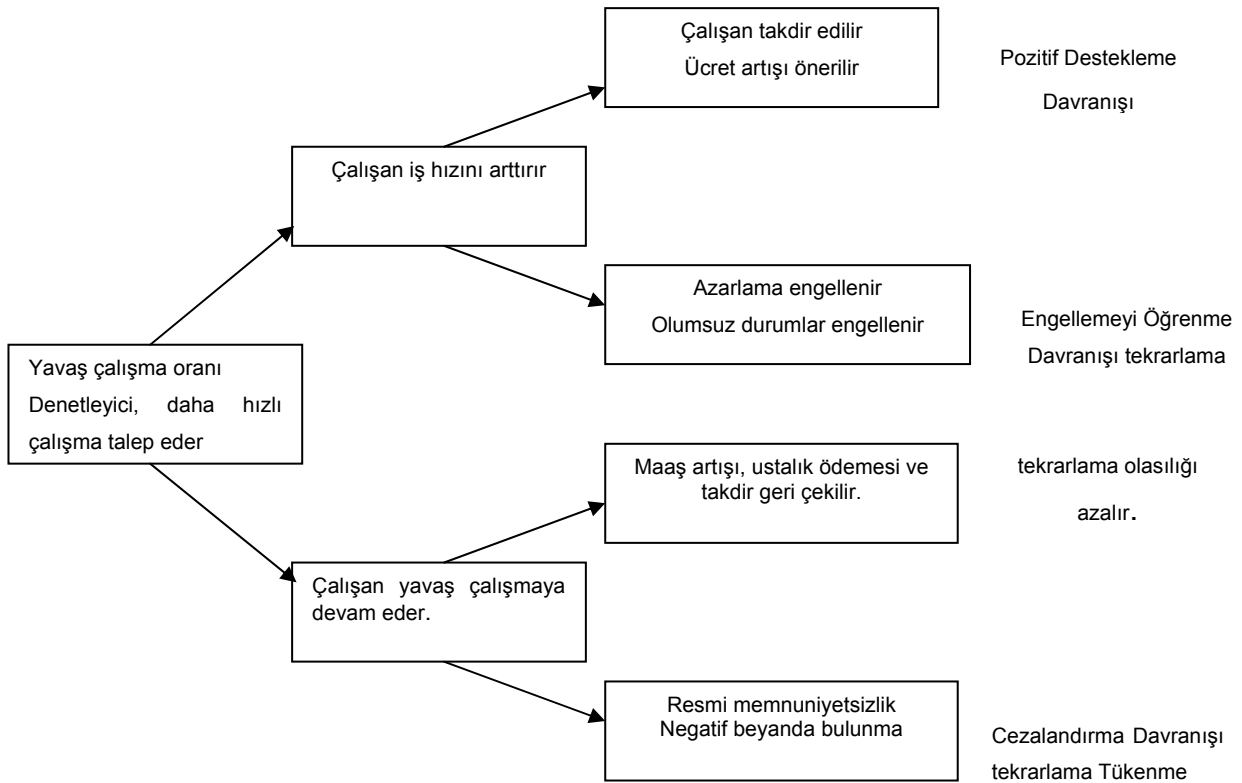 Çalışan takdir edilir
Ücret artışı önerilir
Pozitif Destekleme
Davranışı
Çalışan iş hızını arttırır
Azarlama engellenir
Olumsuz durumlar engellenir
Engellemeyi Öğrenme
Davranışı tekrarlama
Yavaş çalışma oranı
Denetleyici, daha hızlı
çalışma talep eder
Maaş artışı, ustalık ödemesi ve
takdir geri çekilir.
tekrarlama olasılığı
azalır.
Çalışan yavaş çalışmaya
devam eder.
Resmi memnuniyetsizlik
Negatif beyanda bulunma
Cezalandırma Davranışı
tekrarlama Tükenme